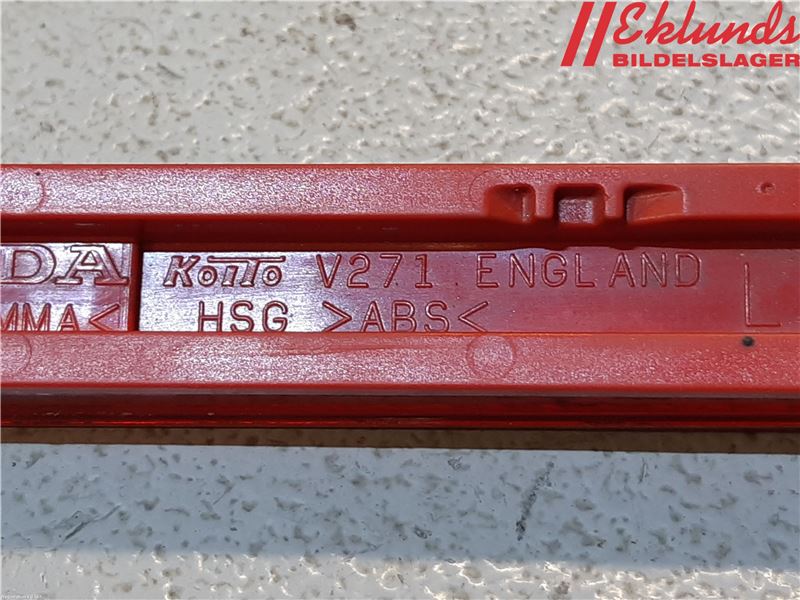 Eklunds
BILDELSLAGER
DA KOITO V271 ENGLAND
MMA< HSG >ABS< L